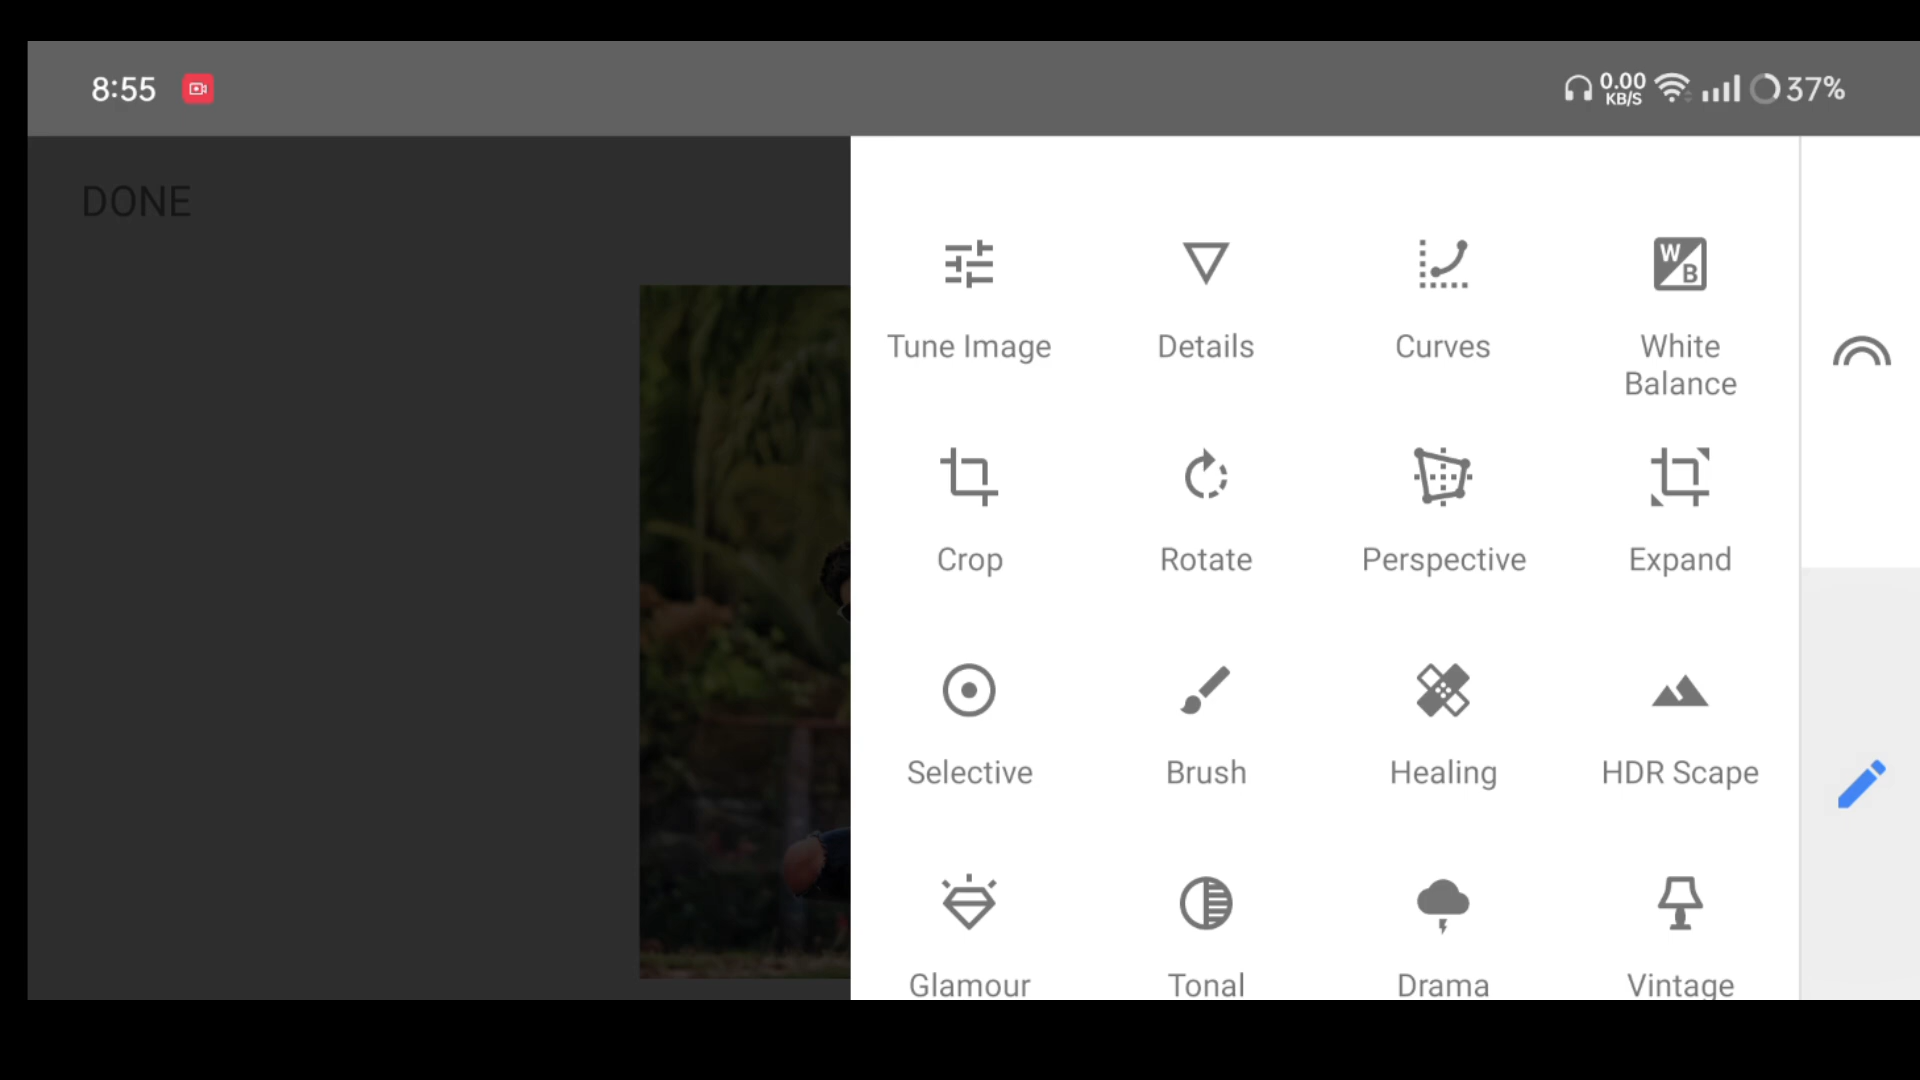 8:55
0.00
KB/S
37%
DONE
Tune Image
Details
Curves
W
B
White
Balance
Crop
Rotate
Perspective
Expand
Selective
Brush
Healing
HDR Scape
Glamour
Tonal
Drama
Vintage